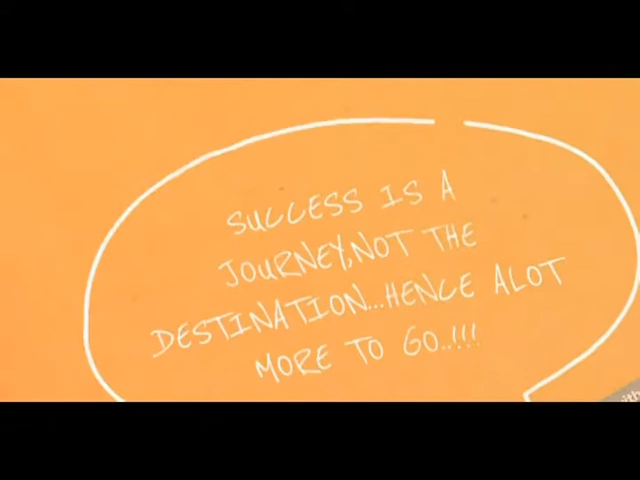 SUCCESS IS A
JOURNEY,NOT THE
DESTINATION...HENCE ALOT
MORE TO GO..!!!